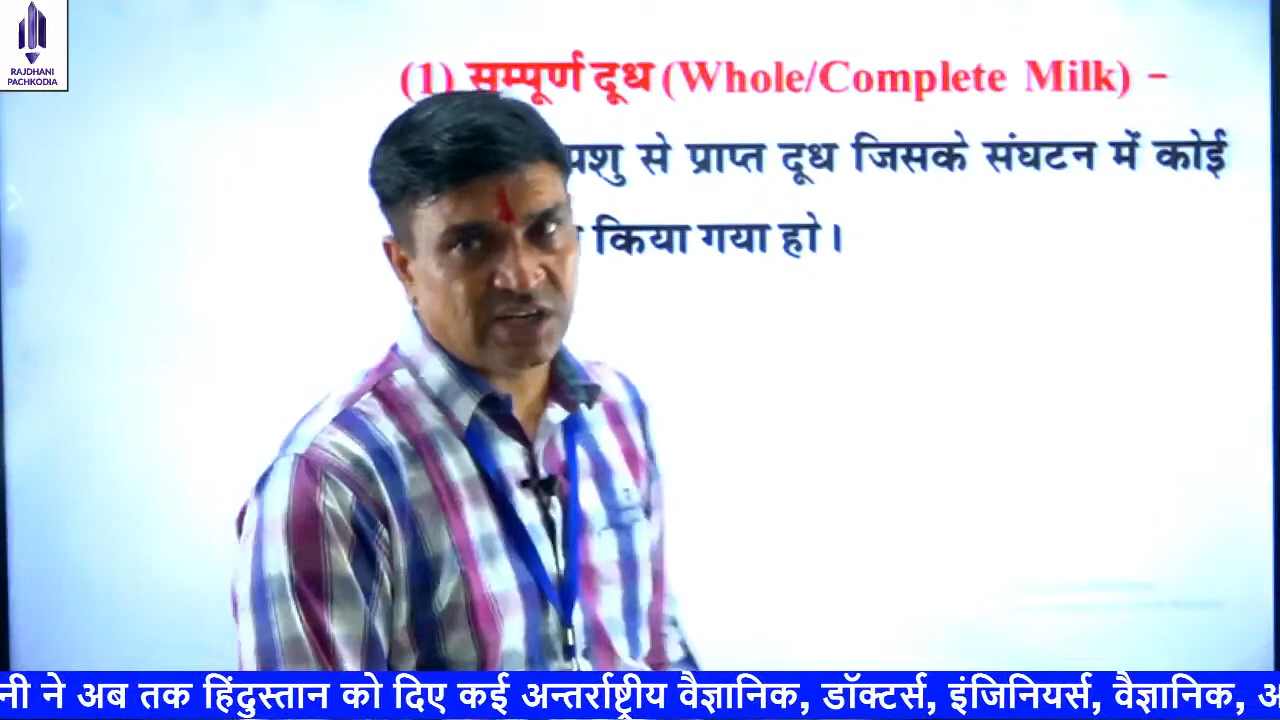 RAJDHANI
PACHKODIA
(1) सम्पूर्ण दूध (Whole/Complete Milk) –
पशु से प्राप्त दूध जिसके संघटन में कोई
किया गया हो।
नी ने अब तक हिंदुस्तान को दिए कई अन्तर्राष्ट्रीय वैज्ञानिक, डॉक्टर्स, इंजिनियर्स, वैज्ञानिक,